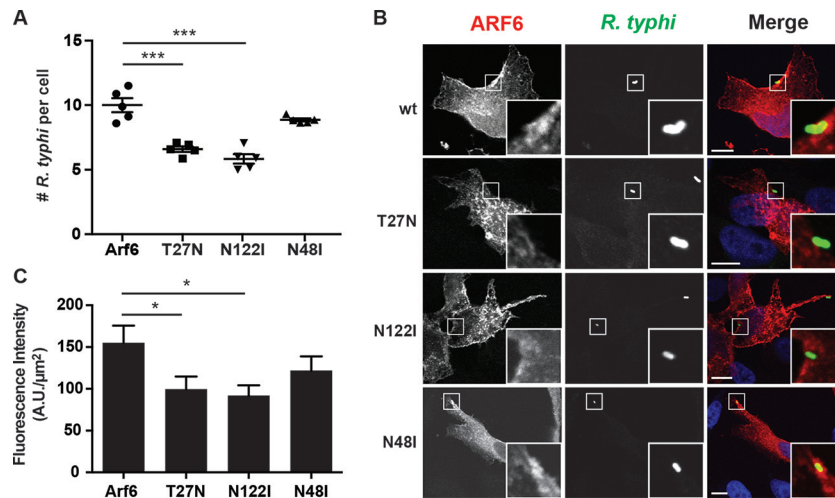 A
# R. typhi per cell
15
10
5
0
***
***
Arf6 T27N N122I N48I
B
ARF6 R. typhi Merge
wt
T27N
N122I
N48I
C
Fluorescence Intensity
(A.U./μm²)
200
150
100
50
0
*
*
Arf6 T27N N122I N48I